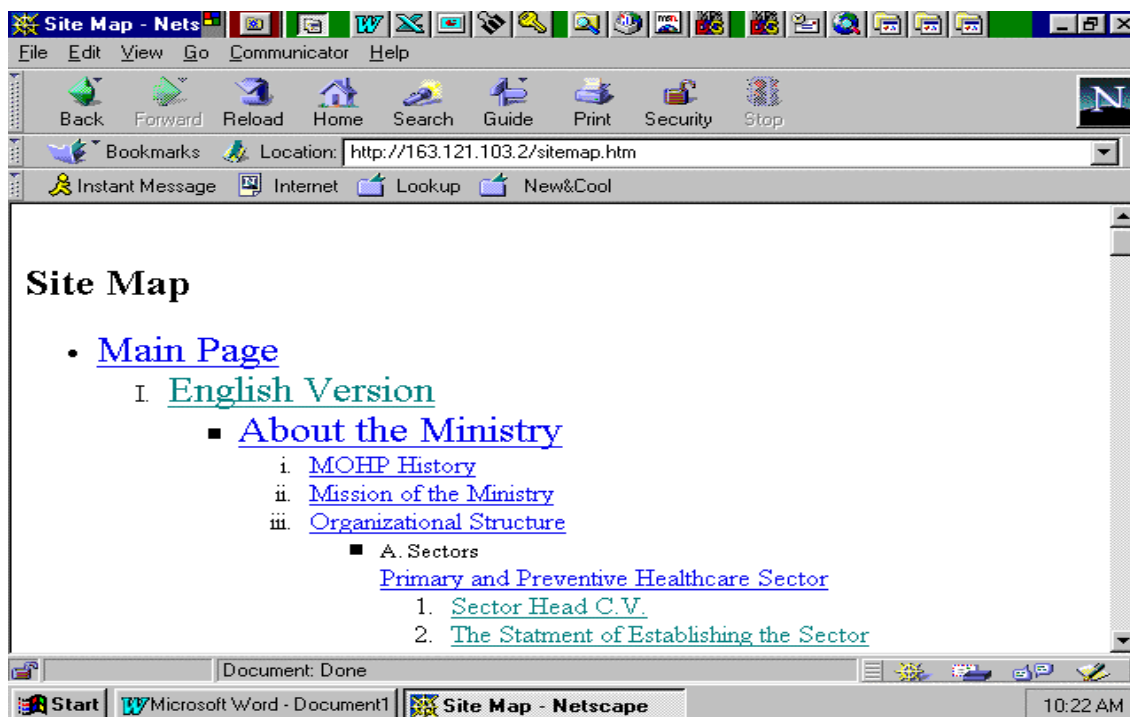 Site Map - Nets
File Edit View Go Communicator Help
Back Forward Reload Home Search Guide Print Security Stop
N
Bookmarks Location: http://163.121.103.2/sitemap.htm
Instant Message Internet Lookup New&Cool
Site Map
• Main Page
I. English Version
■ About the Ministry
i. MOHP History
ii. Mission of the Ministry
iii. Organizational Structure
■ A. Sectors
Primary and Preventive Healthcare Sector
1. Sector Head C.V.
2. The Statment of Establishing the Sector
Document: Done
Start Microsoft Word - Document1 Site Map - Netscape 10:22 AM